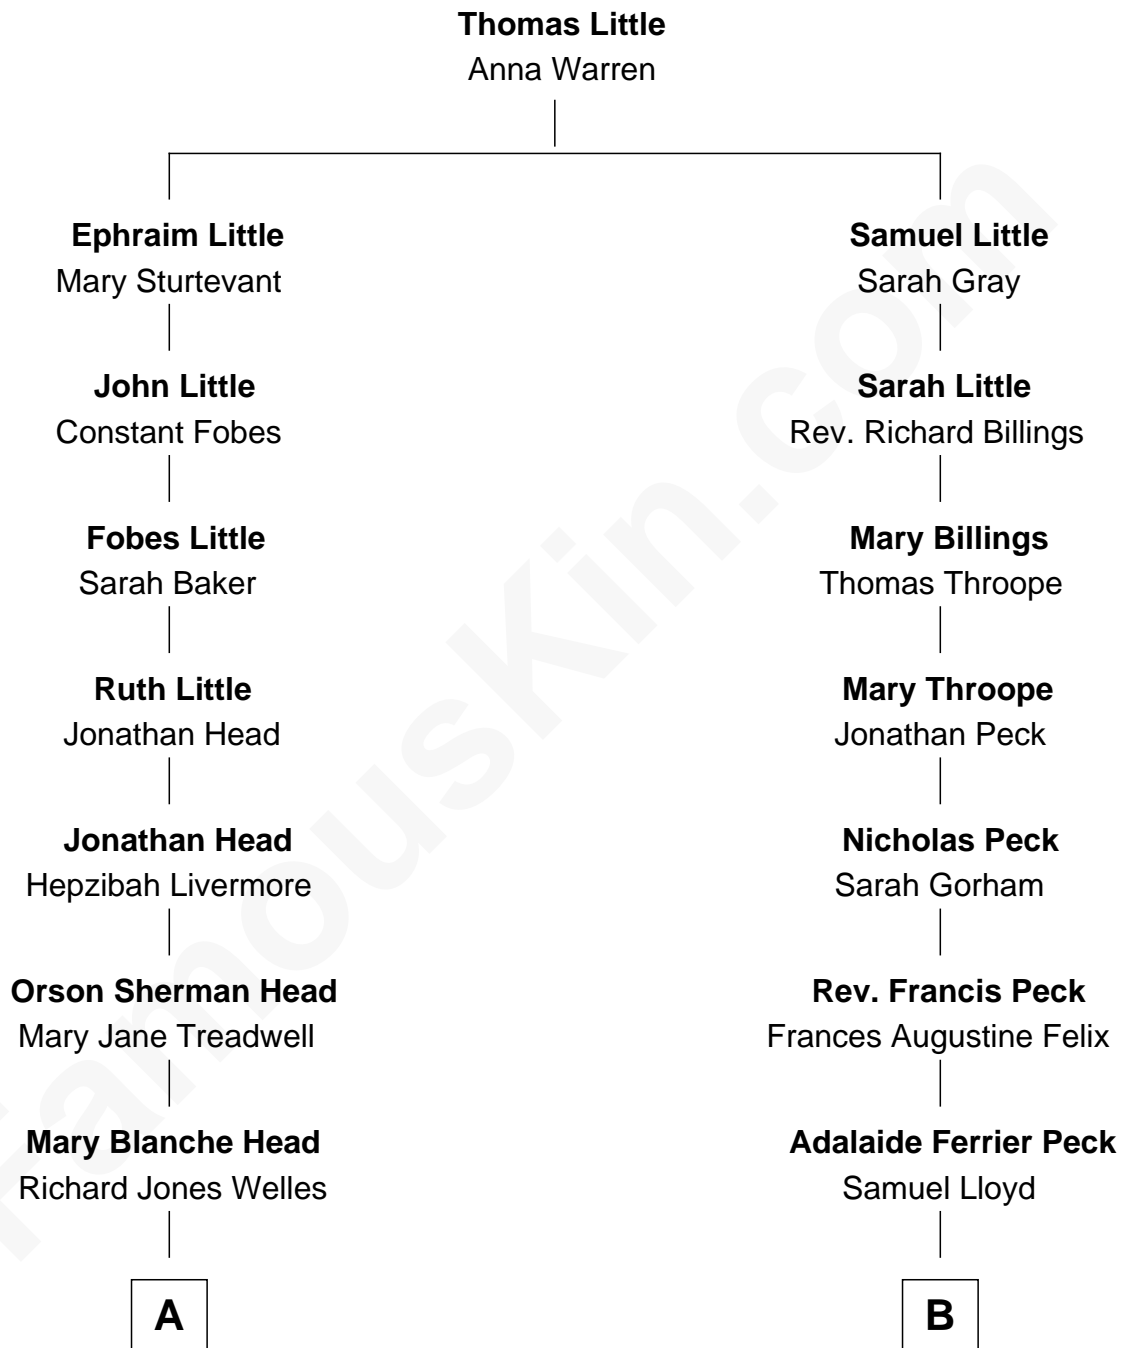 Thomas Little
Anna Warren
Ephraim Little
Mary Sturtevant
John Little
Constant Fobes
Fobes Little
Sarah Baker
Ruth Little
Jonathan Head
Jonathan Head
Hepzibah Livermore
Orson Sherman Head
Mary Jane Treadwell
Mary Blanche Head
Richard Jones Welles
A
Samuel Little
Sarah Gray
Sarah Little
Rev. Richard Billings
Mary Billings
Thomas Throope
Mary Throope
Jonathan Peck
Nicholas Peck
Sarah Gorham
Rev. Francis Peck
Frances Augustine Felix
Adalaide Ferrier Peck
Samuel Lloyd
B
FamousKin.com